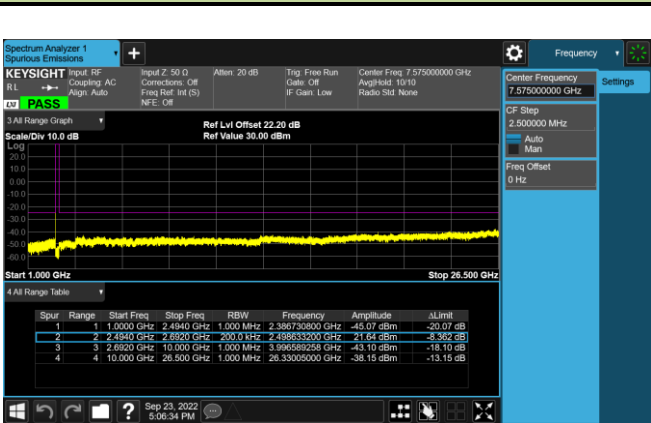 Spectrum Analyzer 1
Spurious Emissions
+
Frequency
KEYSIGHT
Input: RF
Input Z: 50 Ω
Atten: 20 dB
Trig: Free Run
Center Freq: 7.575000000 GHz
RL
Coupling: AC
Corrections: Off
Gate: Off
Avg|Hold: 10/10
Align: Auto
Freq Ref: Int (S)
IF Gain: Low
Radio Std: None
LXI
PASS
NFE: Off
Center Frequency
7.575000000 GHz
Settings
CF Step
2.500000 MHz
Auto
Man
Freq Offset
0 Hz
3 All Range Graph
Ref Lvl Offset 22.20 dB
Scale/Div 10.0 dB
Ref Value 30.00 dBm
Log
20.0
10.0
0.00
-10.0
-20.0
-30.0
-40.0
-50.0
-60.0
Start 1.000 GHz
Stop 26.500 GHz
4 All Range Table
Spur Range Start Freq Stop Freq RBW Frequency Amplitude ΔLimit
1 1 1.0000 GHz 2.4940 GHz 1.000 MHz 2.386730800 GHz -45.07 dBm -20.07 dB
2 2 2.4940 GHz 2.6920 GHz 200.0 kHz 2.498633200 GHz 21.64 dBm -8.362 dB
3 3 2.6920 GHz 10.000 GHz 1.000 MHz 3.996589258 GHz -43.10 dBm -18.10 dB
4 4 10.000 GHz 26.500 GHz 1.000 MHz 26.33005000 GHz -38.15 dBm -13.15 dB
?
Sep 23, 2022
5:06:34 PM